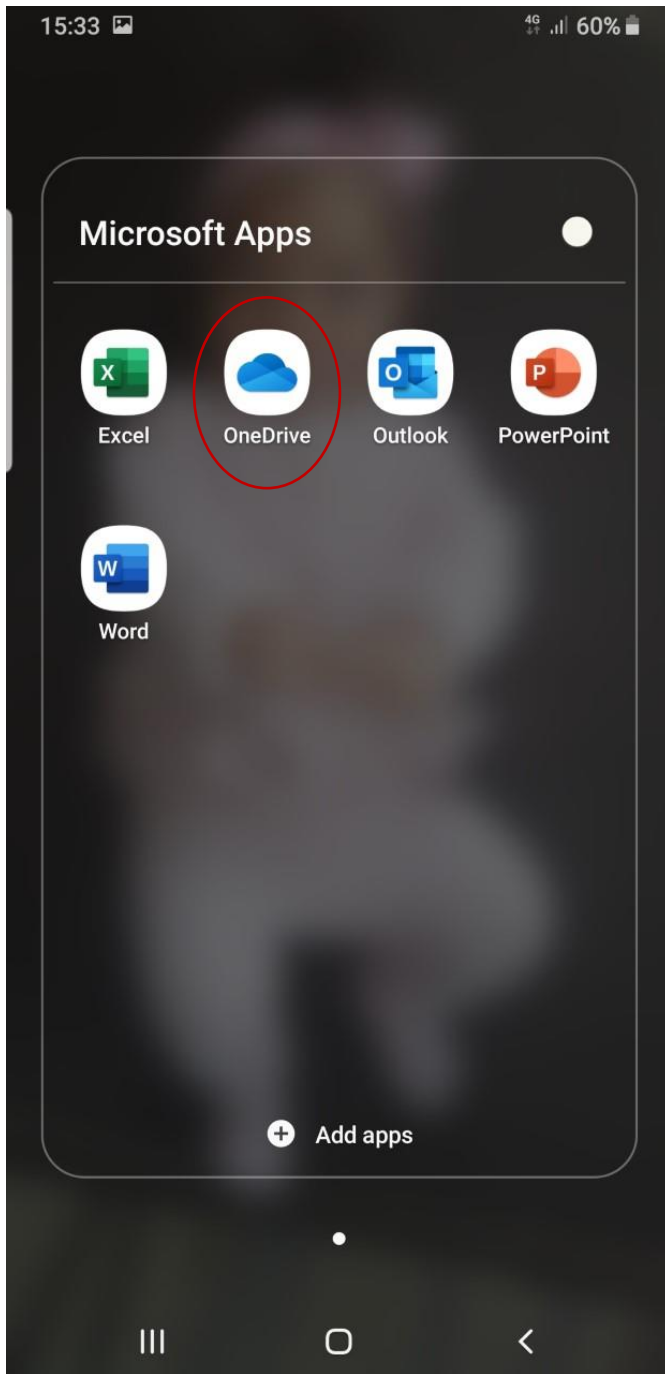 15:33 4G 60%
Microsoft Apps
X O P
Excel OneDrive Outlook PowerPoint
W
Word
Add apps